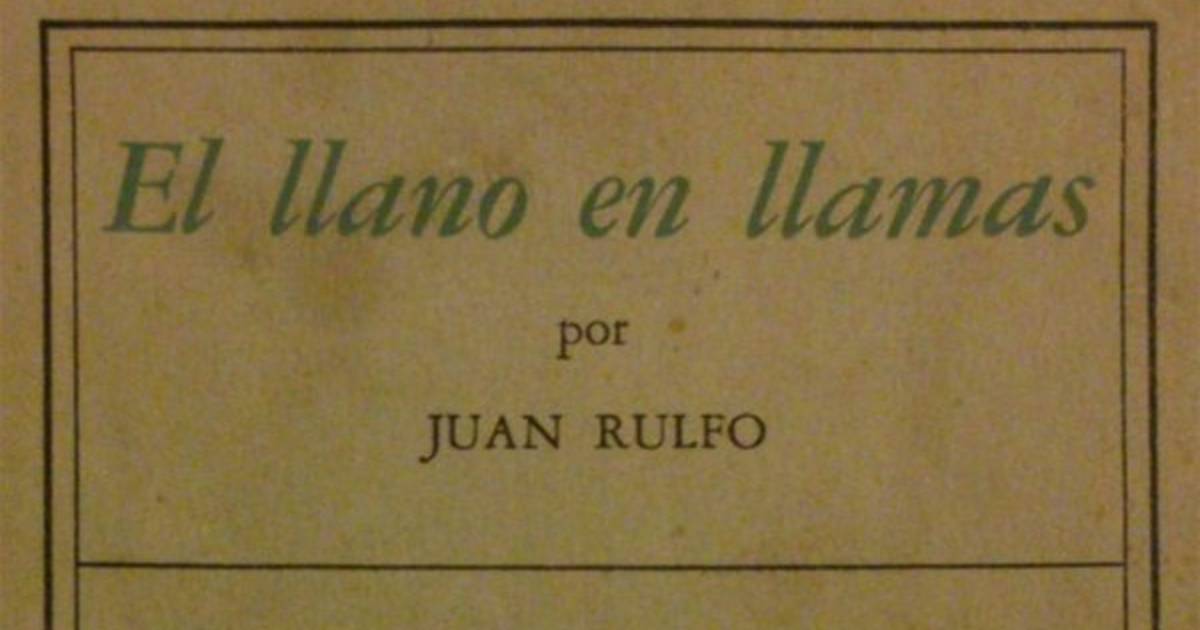 El llano en llamas
por
JUAN RULFO